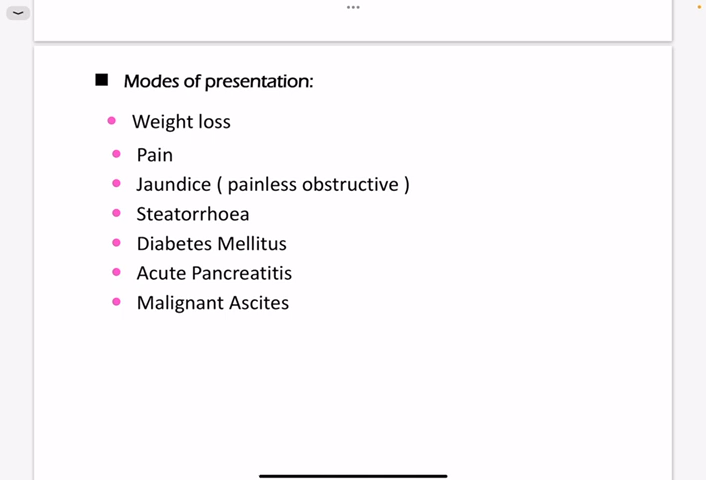 Modes of presentation:
Weight loss
Pain
Jaundice ( painless obstructive )
Steatorrhoea
Diabetes Mellitus
Acute Pancreatitis
Malignant Ascites